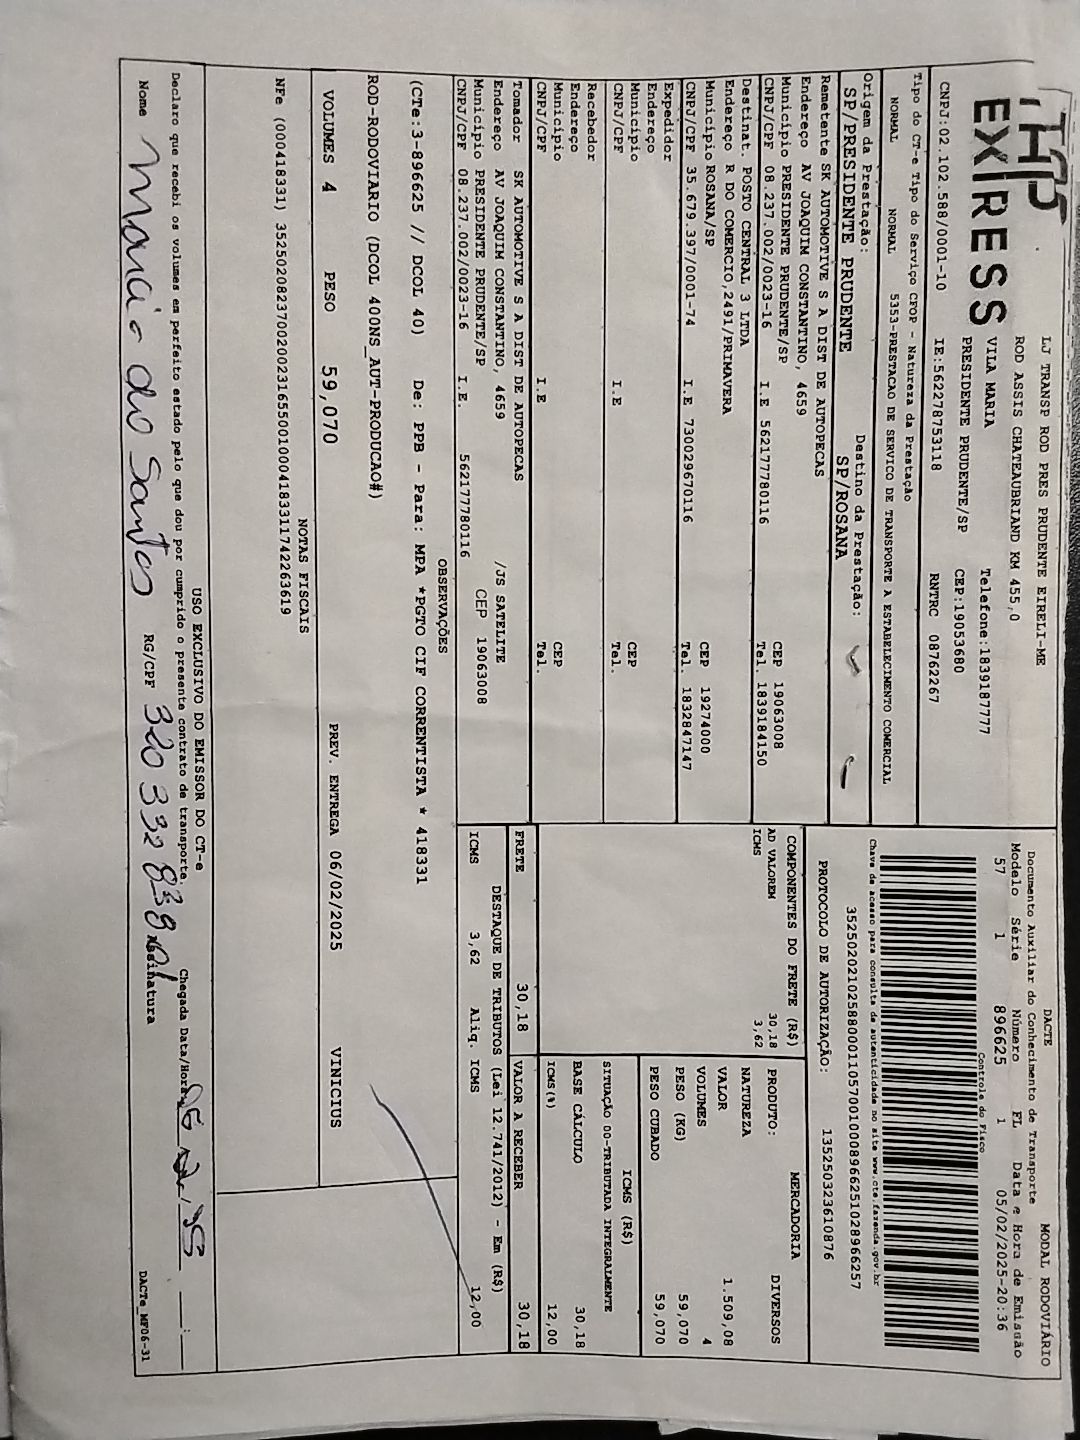 JHP
EXPRESS
LJ TRANSP ROD PRES PRUDENTE EIRELI-ME
ROD ASSIS CHATEAUBRIAND KM 455,0
VILA MARIA Telefone:1839187777
PRESIDENTE PRUDENTE/SP CEP:19053680
CNPJ:02.102.588/0001-10 IE:562278753118 RNTRC 08762267
Tipo do CT-e Tipo do Serviço CFOP - Natureza da Prestação
NORMAL NORMAL 5353-PRESTACAO DE SERVICO DE TRANSPORTE A ESTABELECIMENTO COMERCIAL
Origem da Prestação: Destino da Prestação:
SP/PRESIDENTE PRUDENTE SP/ROSANA
Remetente SK AUTOMOTIVE S A DIST DE AUTOPECAS
Endereço AV JOAQUIM CONSTANTINO, 4659
Município PRESIDENTE PRUDENTE/SP CEP 19063008
CNPJ/CPF 08.237.002/0023-16 I.E 562177780116 Tel. 1839184150
Destinat. POSTO CENTRAL 3 LTDA
Endereço R DO COMERCIO,2491/PRIMAVERA
Município ROSANA/SP CEP 19274000
CNPJ/CPF 35.679.397/0001-74 I.E 730029670116 Tel. 1832847147
Expedidor
Endereço
Município CEP
CNPJ/CPF I.E Tel.
Recebedor
Endereço
Município CEP
CNPJ/CPF I.E Tel.
Tomador SK AUTOMOTIVE S A DIST DE AUTOPECAS
Endereço AV JOAQUIM CONSTANTINO, 4659 /JS SATELITE
Município PRESIDENTE PRUDENTE/SP CEP 19063008
CNPJ/CPF 08.237.002/0023-16 I.E. 562177780116
DACTE MODAL RODOVIÁRIO
Documento Auxiliar do Conhecimento de Transporte
Modelo Série Número FL Data e Hora de Emissão
57 1 896625 1 05/02/2025-20:36
Controle do Fisco
Chave de acesso para consulta de autenticidade no site www.cte.fazenda.gov.br
35250202102588000110570010008966251028966257
PROTOCOLO DE AUTORIZAÇÃO: 135250323610876
COMPONENTES DO FRETE (R$)
AD VALOREM 30,18
ICMS 3,62
MERCADORIA
PRODUTO: DIVERSOS
NATUREZA
VALOR 1.509,08
VOLUMES 4
PESO (KG) 59,070
PESO CUBADO 59,070
ICMS (R$)
SITUAÇÃO 00-TRIBUTADA INTEGRALMENTE
BASE CÁLCULO 30,18
ICMS (%) 12,00
FRETE 30,18 VALOR A RECEBER 30,18
DESTAQUE DE TRIBUTOS (Lei 12.741/2012) - Em (R$)
ICMS 3,62 Aliq. ICMS 12,00
OBSERVAÇÕES
(CTe:3-896625 // DCOL 40) De: PPB - Para: MPA *PGTO CIF CORRENTISTA * 418331
ROD-RODOVIARIO (DCOL 400NS_AUT-PRODUCAO#)
VOLUMES 4 PESO 59,070 PREV. ENTREGA 06/02/2025 VINICIUS
NOTAS FISCAIS
NFe (000418331) 35250208237002002316550010004183311742263619
USO EXCLUSIVO DO EMISSOR DO CT-e
Declaro que recebi os volumes em perfeito estado pelo que dou por cumprido o presente contrato de transporte. Chegada Data/Hora
Nome Marcia dos Santos RG/CPF Assinatura
DACTe_MF06-31